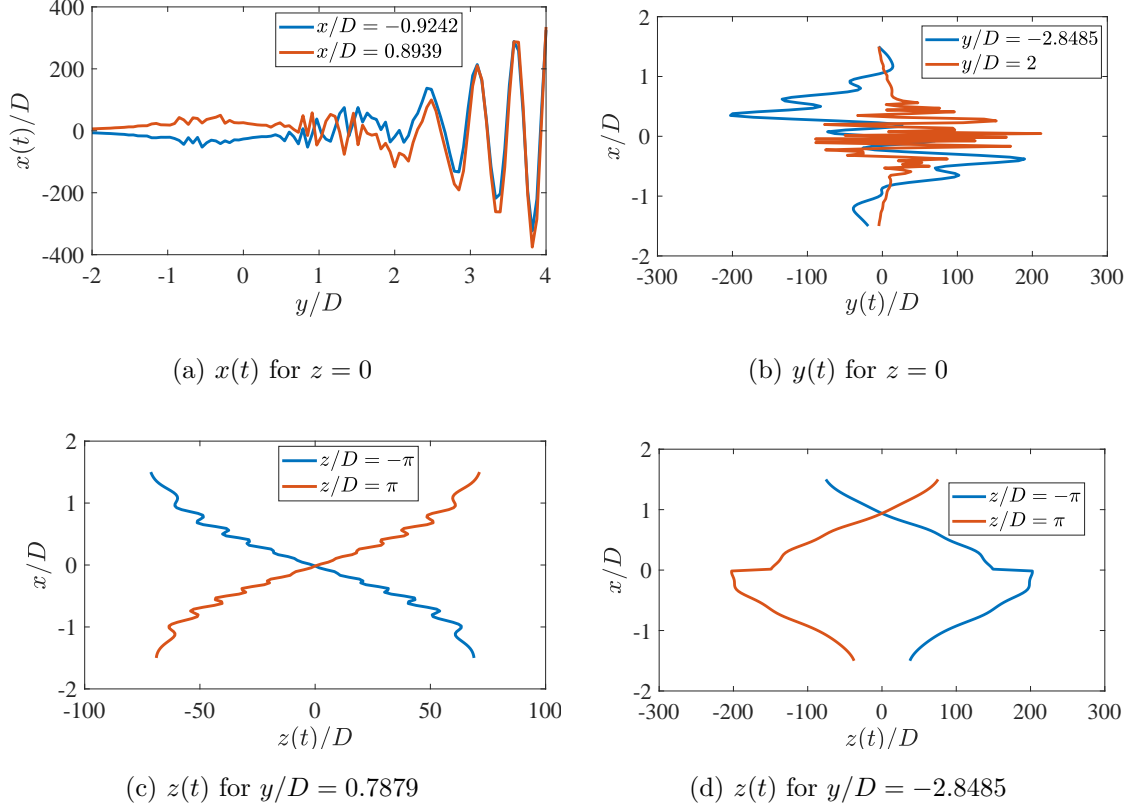 400
200
0
-200
-400
x(t)/D
x/D = −0.9242
x/D = 0.8939
-2 -1 0 1 2 3 4
y/D
(a) x(t) for z = 0
2
1
0
-1
-2
x/D
y/D = −2.8485
y/D = 2
-300 -200 -100 0 100 200 300
y(t)/D
(b) y(t) for z = 0
2
1
0
-1
-2
x/D
z/D = −π
z/D = π
-100 -50 0 50 100
z(t)/D
(c) z(t) for y/D = 0.7879
2
1
0
-1
-2
x/D
z/D = −π
z/D = π
-300 -200 -100 0 100 200 300
z(t)/D
(d) z(t) for y/D = −2.8485